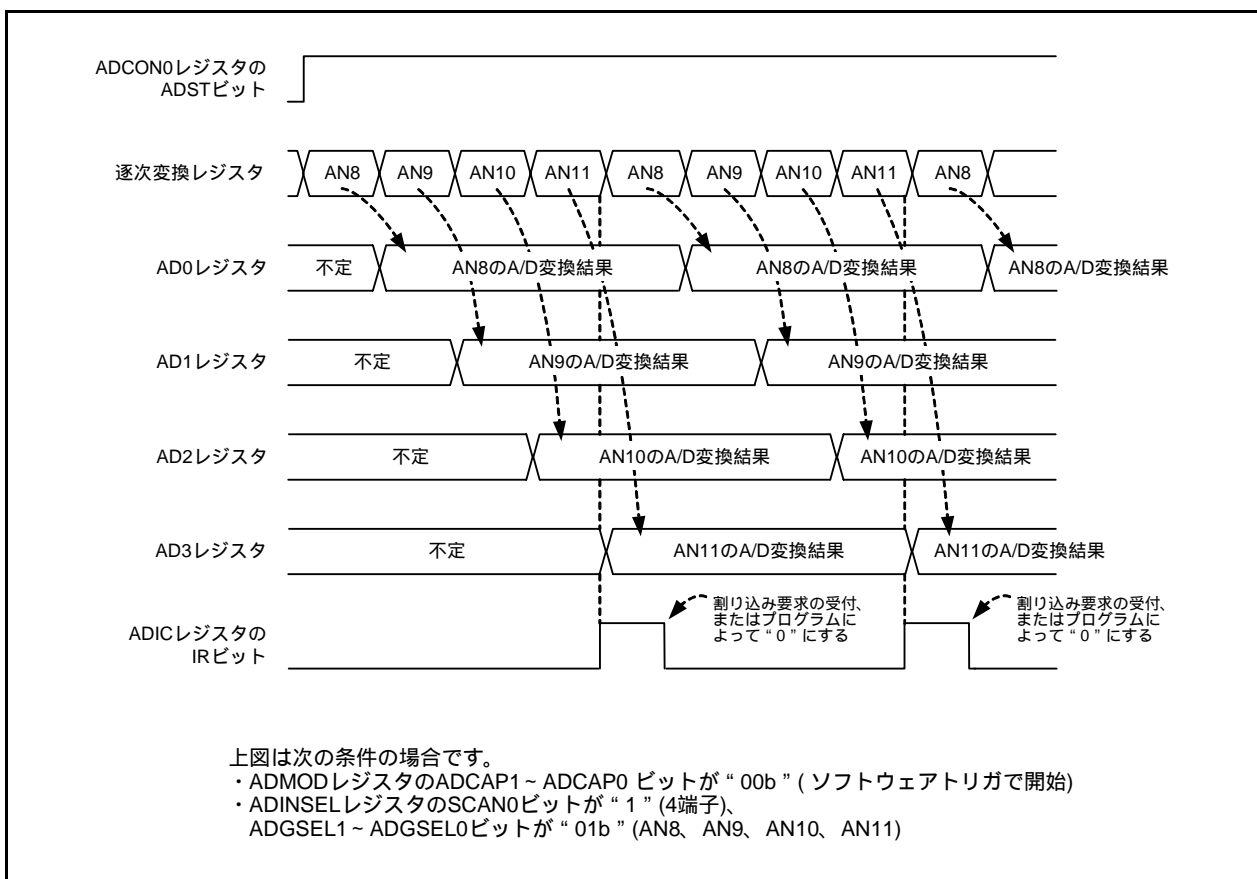 ADCON0レジスタの
ADSTビット
逐次変換レジスタ
AN8
AN9
AN10
AN11
AN8
AN9
AN10
AN11
AN8
AD0レジスタ
不定
AN8のA/D変換結果
AN8のA/D変換結果
AN8のA/D変換結果
AD1レジスタ
不定
AN9のA/D変換結果
AN9のA/D変換結果
AD2レジスタ
不定
AN10のA/D変換結果
AN10のA/D変換結果
AD3レジスタ
不定
AN11のA/D変換結果
AN11のA/D変換結果
ADICレジスタの
IRビット
割り込み要求の受付、
またはプログラムに
よって“0”にする
割り込み要求の受付、
またはプログラムに
よって“0”にする
上図は次の条件の場合です。
・ADMODレジスタのADCAP1~ADCAP0 ビットが“00b”(ソフトウェアトリガで開始)
・ADINSELレジスタのSCAN0ビットが“1”(4端子)、
ADGSEL1~ADGSEL0ビットが“01b”(AN8、AN9、AN10、AN11)